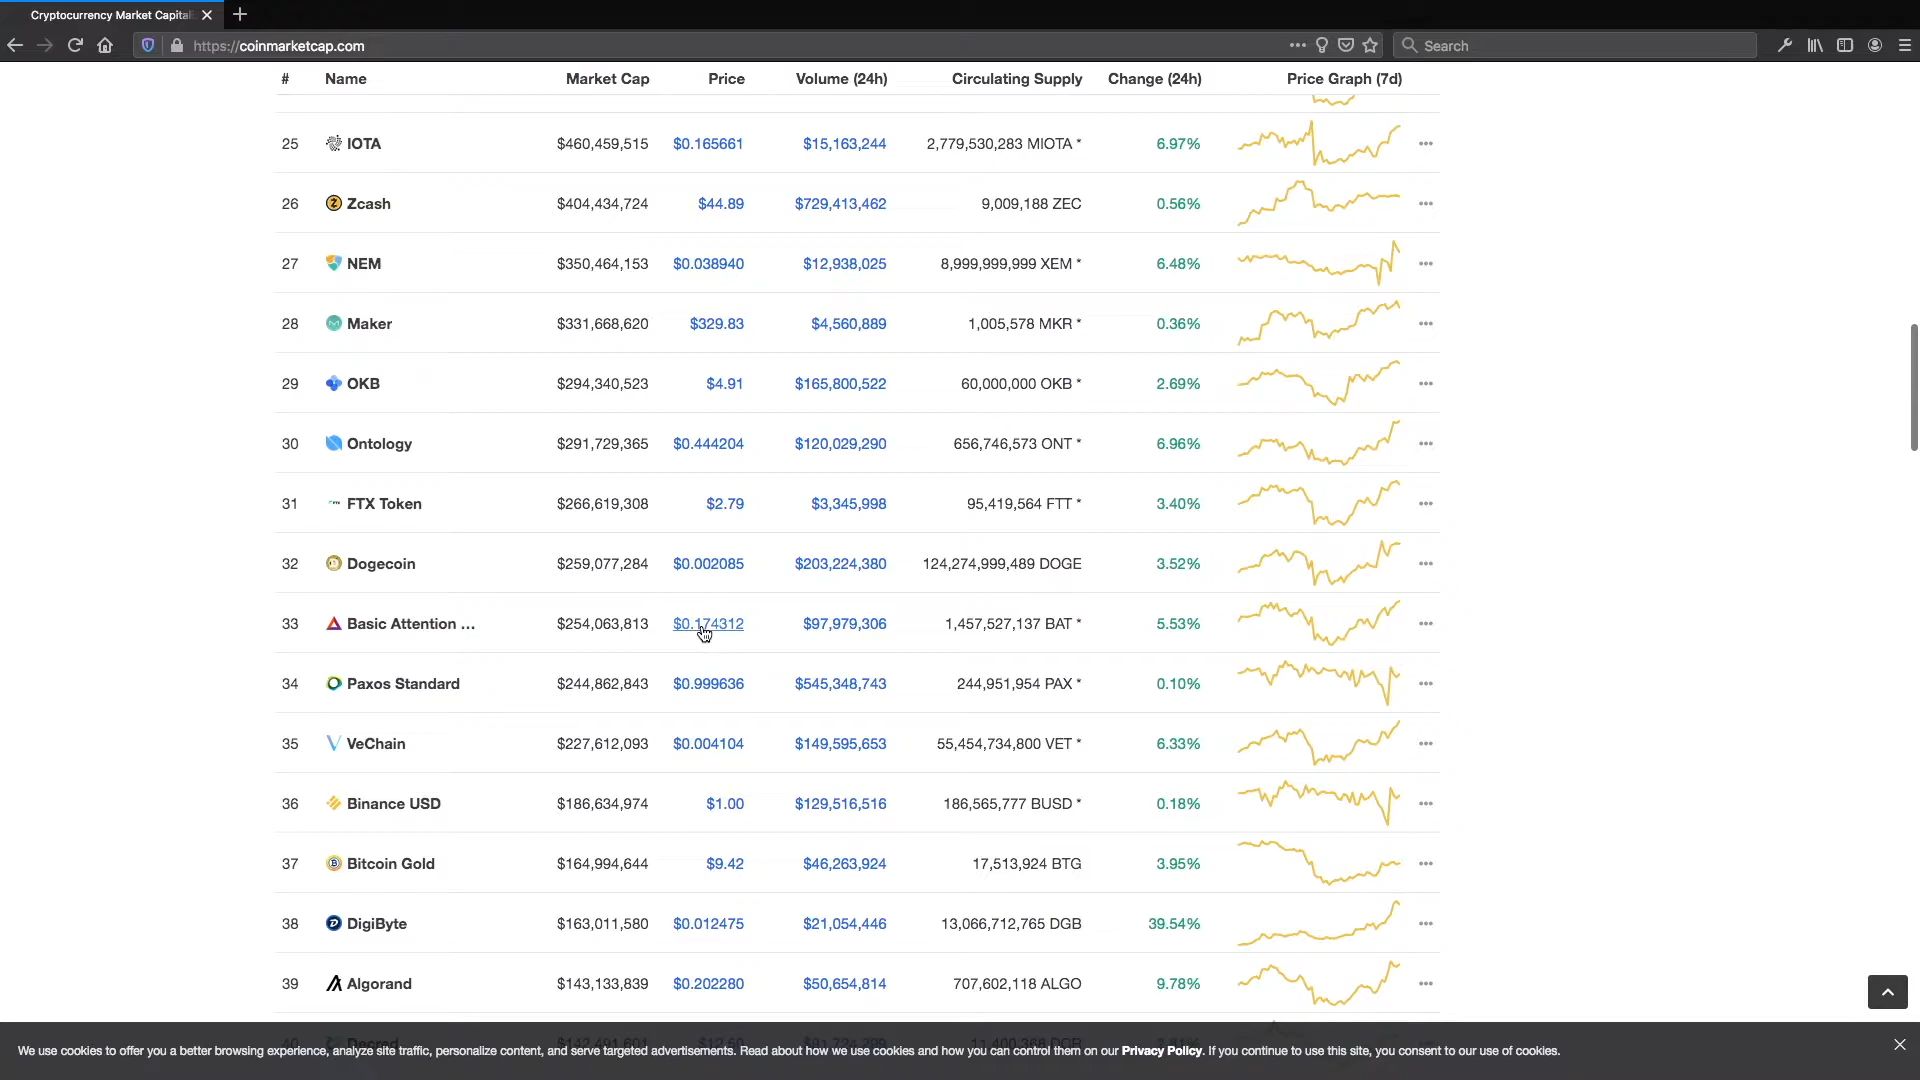 Cryptocurrency Market Capital
https://coinmarketcap.com
Search
# Name Market Cap Price Volume (24h) Circulating Supply Change (24h) Price Graph (7d)
25 IOTA $460,459,515 $0.165661 $15,163,244 2,779,530,283 MIOTA * 6.97%
26 Zcash $404,434,724 $44.89 $729,413,462 9,009,188 ZEC 0.56%
27 NEM $350,464,153 $0.038940 $12,938,025 8,999,999,999 XEM * 6.48%
28 Maker $331,668,620 $329.83 $4,560,889 1,005,578 MKR * 0.36%
29 OKB $294,340,523 $4.91 $165,800,522 60,000,000 OKB * 2.69%
30 Ontology $291,729,365 $0.444204 $120,029,290 656,746,573 ONT * 6.96%
31 FTX Token $266,619,308 $2.79 $3,345,998 95,419,564 FTT * 3.40%
32 Dogecoin $259,077,284 $0.002085 $203,224,380 124,274,999,489 DOGE 3.52%
33 Basic Attention ... $254,063,813 $0.174312 $97,979,306 1,457,527,137 BAT * 5.53%
34 Paxos Standard $244,862,843 $0.999636 $545,348,743 244,951,954 PAX * 0.10%
35 VeChain $227,612,093 $0.004104 $149,595,653 55,454,734,800 VET * 6.33%
36 Binance USD $186,634,974 $1.00 $129,516,516 186,565,777 BUSD * 0.18%
37 Bitcoin Gold $164,994,644 $9.42 $46,263,924 17,513,924 BTG 3.95%
38 DigiByte $163,011,580 $0.012475 $21,054,446 13,066,712,765 DGB 39.54%
39 Algorand $143,133,839 $0.202280 $50,654,814 707,602,118 ALGO 9.78%
40 Decred
We use cookies to offer you a better browsing experience, analyze site traffic, personalize content, and serve targeted advertisements. Read about how we use cookies and how you can control them on our Privacy Policy. If you continue to use this site, you consent to our use of cookies.